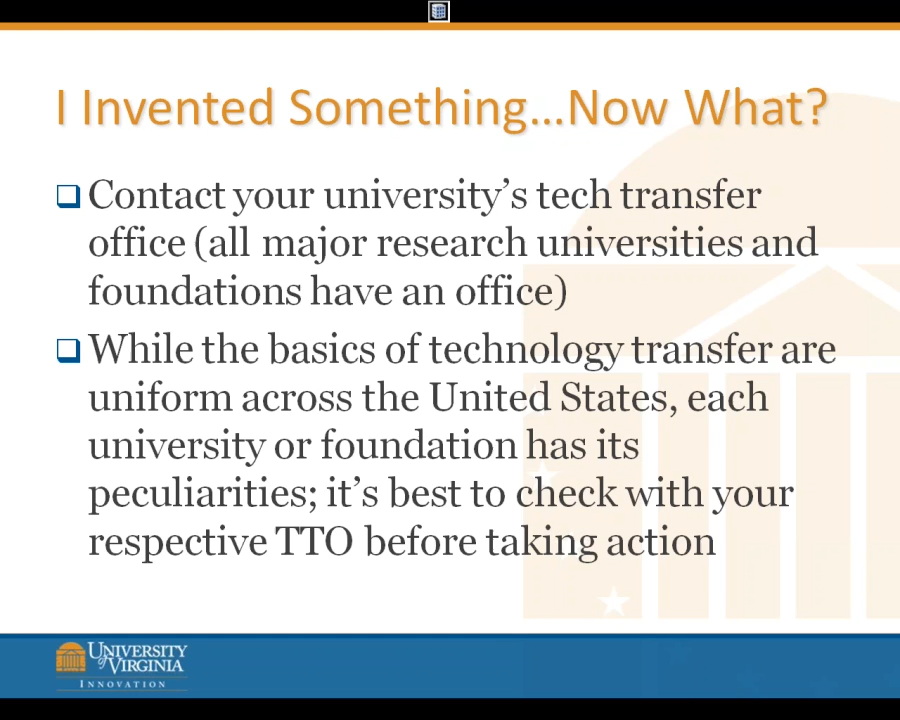 I Invented Something...Now What?
Contact your university's tech transfer
office (all major research universities and
foundations have an office)
While the basics of technology transfer are
uniform across the United States, each
university or foundation has its
peculiarities; it's best to check with your
respective TTO before taking action
UNIVERSITY
of VIRGINIA
INNOVATION